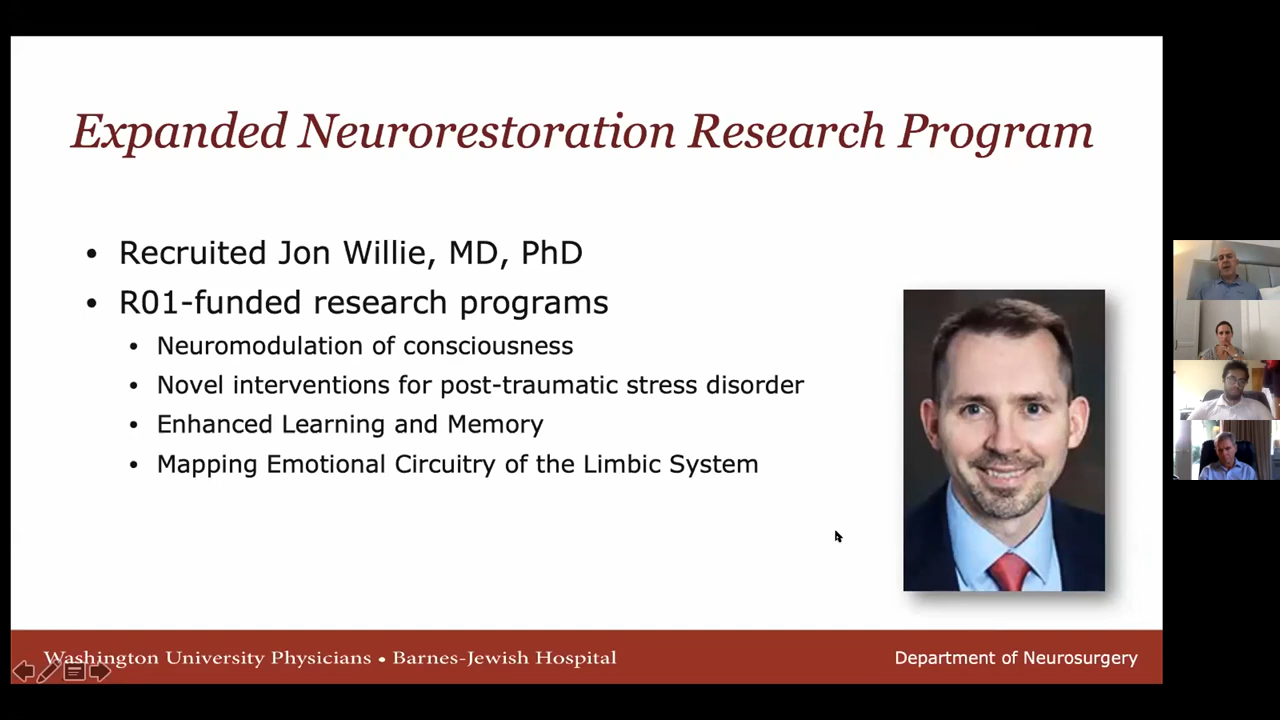 Expanded Neurorestoration Research Program
• Recruited Jon Willie, MD, PhD
• R01-funded research programs
• Neuromodulation of consciousness
• Novel interventions for post-traumatic stress disorder
• Enhanced Learning and Memory
• Mapping Emotional Circuitry of the Limbic System
Washington University Physicians • Barnes-Jewish Hospital
Department of Neurosurgery